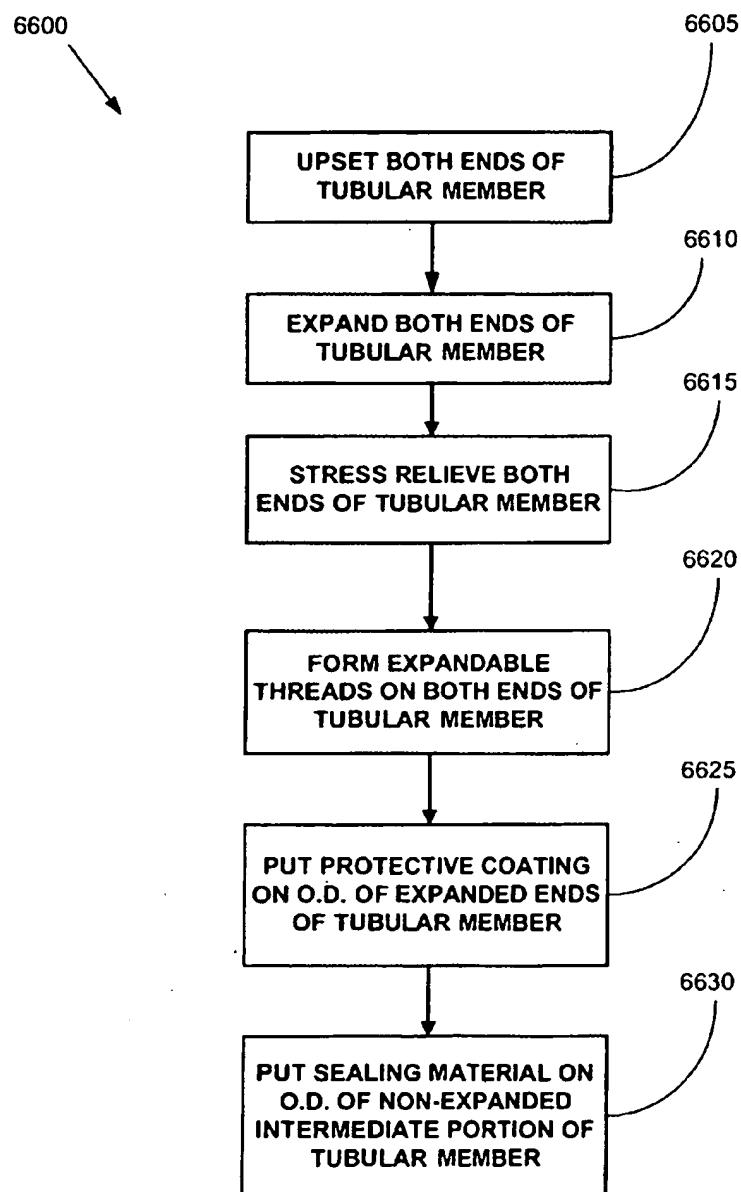 6600
6605
UPSET BOTH ENDS OF
TUBULAR MEMBER
6610
EXPAND BOTH ENDS OF
TUBULAR MEMBER
6615
STRESS RELIEVE BOTH
ENDS OF TUBULAR MEMBER
6620
FORM EXPANDABLE
THREADS ON BOTH ENDS OF
TUBULAR MEMBER
6625
PUT PROTECTIVE COATING
ON O.D. OF EXPANDED ENDS
OF TUBULAR MEMBER
6630
PUT SEALING MATERIAL ON
O.D. OF NON-EXPANDED
INTERMEDIATE PORTION OF
TUBULAR MEMBER